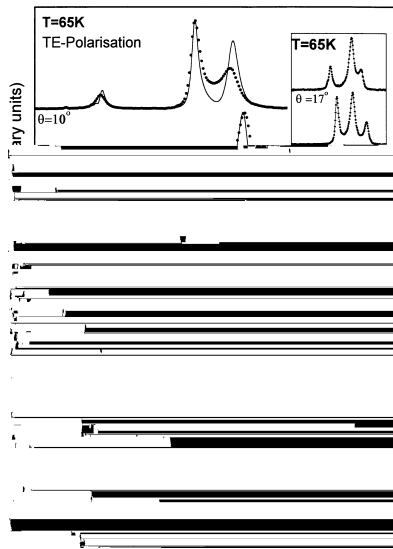 T=65K
TE-Polarisation
θ=10°
ary units)
T=65K
θ=17°